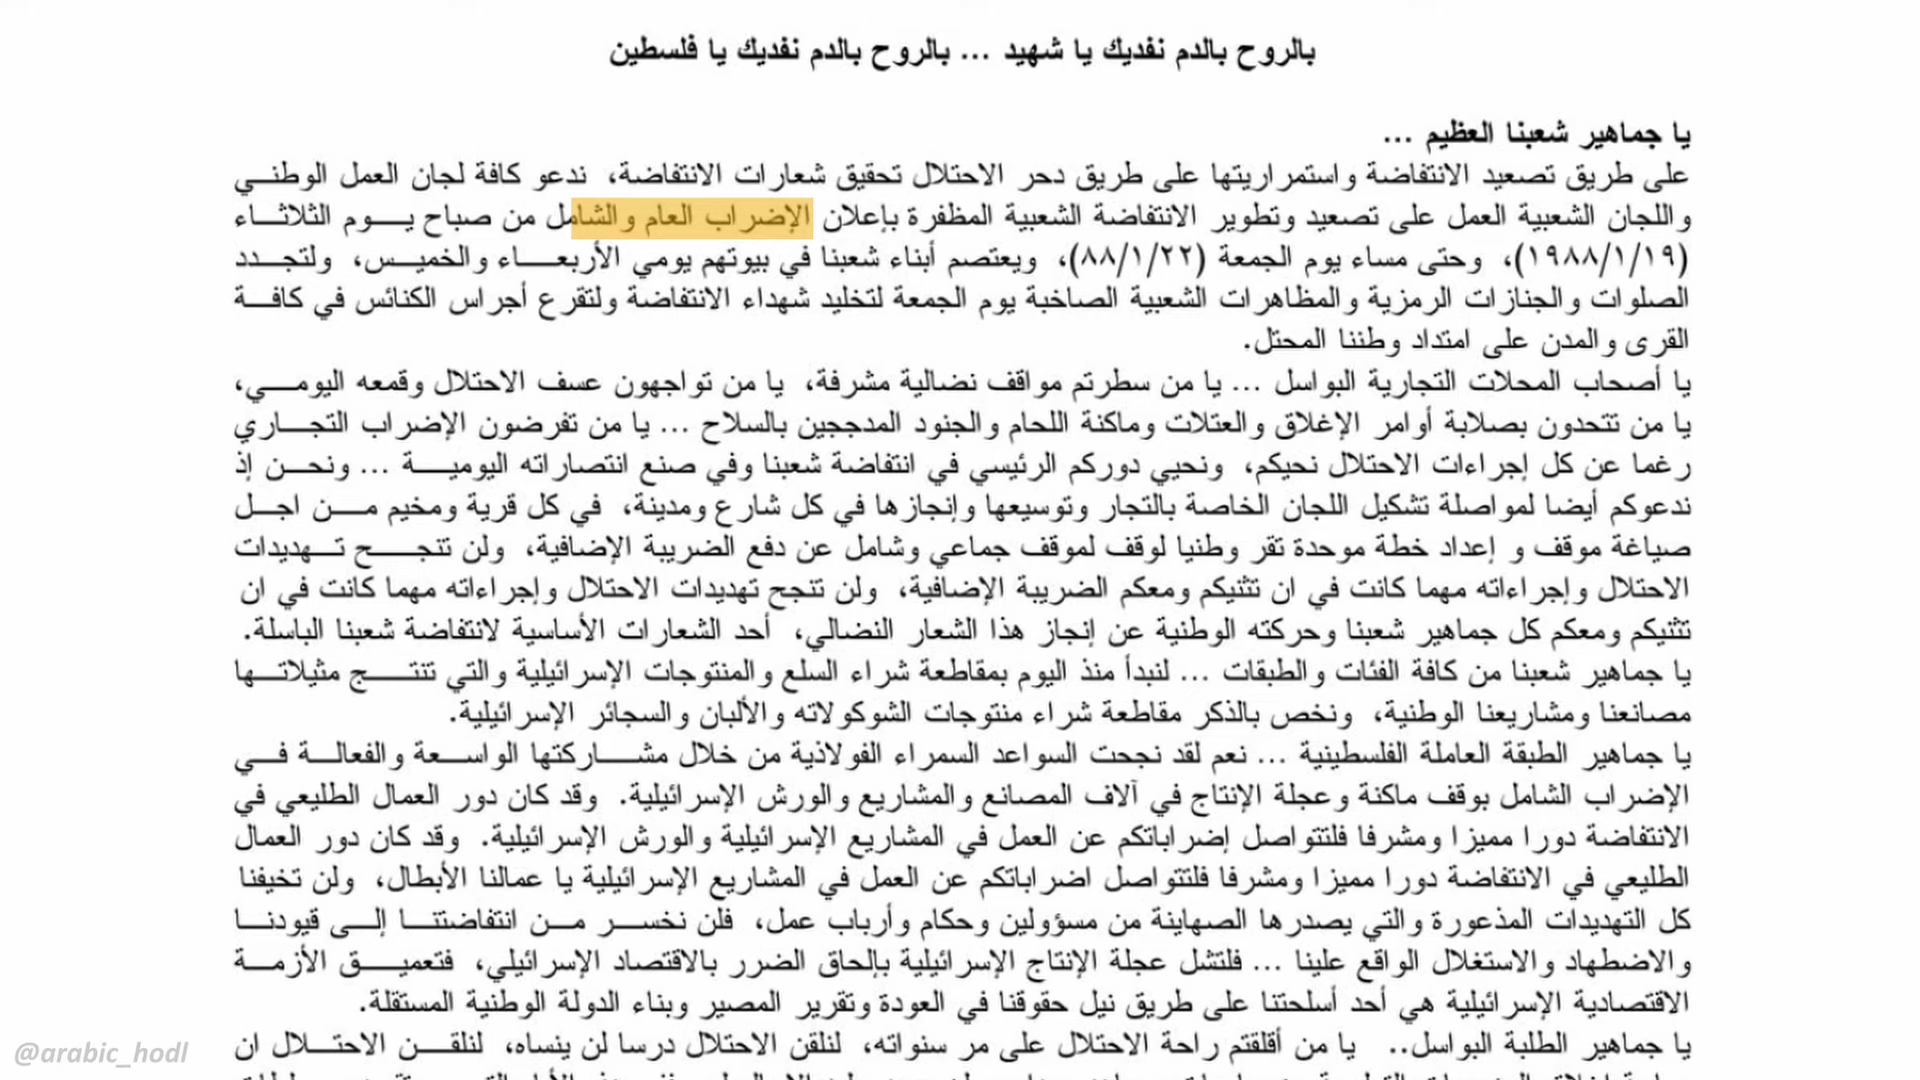 بالروح بالدم نفديك يا شهيد ... بالروح بالدم نفديك يا فلسطين
يا جماهير شعبنا العظيم ...
على طريق تصعيد الانتفاضة واستمراريتها على طريق دحر الاحتلال تحقيق شعارات الانتفاضة، ندعو كافة لجان العمل الوطني
واللجان الشعبية العمل على تصعيد وتطوير الانتفاضة الشعبية المظفرة بإعلان الإضراب العام والشامل من صباح يوم الثلاثاء
(١٩٨٨/١/١٩)، وحتى مساء يوم الجمعة (٨٨/١/٢٢)، ويعتصم أبناء شعبنا في بيوتهم يومي الأربعاء والخميس، ولتجدد
الصلوات والجنازات الرمزية والمظاهرات الشعبية الصاخبة يوم الجمعة لتخليد شهداء الانتفاضة ولتقرع أجراس الكنائس في كافة
القرى والمدن على امتداد وطننا المحتل.
يا أصحاب المحلات التجارية البواسل ... يا من سطرتم مواقف نضالية مشرفة، يا من تواجهون عسف الاحتلال وقمعه اليومي،
يا من تتحدون بصلابة أوامر الإغلاق والعتلات وماكنة اللحام والجنود المدججين بالسلاح ... يا من تفرضون الإضراب التجاري
رغما عن كل إجراءات الاحتلال نحيكم، ونحيي دوركم الرئيسي في انتفاضة شعبنا وفي صنع انتصاراته اليومية ... ونحن إذ
ندعوكم أيضا لمواصلة تشكيل اللجان الخاصة بالتجار وتوسيعها وإنجازها في كل شارع ومدينة، في كل قرية ومخيم من اجل
صياغة موقف و إعداد خطة موحدة تقر وطنيا لوقف لموقف جماعي وشامل عن دفع الضريبة الإضافية، ولن تنجح تهديدات
الاحتلال وإجراءاته مهما كانت في ان تثنيكم ومعكم الضريبة الإضافية، ولن تنجح تهديدات الاحتلال وإجراءاته مهما كانت في ان
تثنيكم ومعكم كل جماهير شعبنا وحركته الوطنية عن إنجاز هذا الشعار النضالي، أحد الشعارات الأساسية لانتفاضة شعبنا الباسلة.
يا جماهير شعبنا من كافة الفئات والطبقات ... لنبدأ منذ اليوم بمقاطعة شراء السلع والمنتوجات الإسرائيلية والتي تنتج مثيلاتها
مصانعنا ومشاريعنا الوطنية، ونخص بالذكر مقاطعة شراء منتوجات الشوكولاته والألبان والسجائر الإسرائيلية.
يا جماهير الطبقة العاملة الفلسطينية ... نعم لقد نجحت السواعد السمراء الفولاذية من خلال مشاركتها الواسعة والفعالة في
الإضراب الشامل بوقف ماكنة وعجلة الإنتاج في آلاف المصانع والمشاريع والورش الإسرائيلية. وقد كان دور العمال الطليعي في
الانتفاضة دورا مميزا ومشرفا فلتتواصل إضراباتكم عن العمل في المشاريع الإسرائيلية والورش الإسرائيلية. وقد كان دور العمال
الطليعي في الانتفاضة دورا مميزا ومشرفا فلتتواصل اضراباتكم عن العمل في المشاريع الإسرائيلية يا عمالنا الأبطال، ولن تخيفنا
كل التهديدات المذعورة والتي يصدرها الصهاينة من مسؤولين وحكام وأرباب عمل، فلن نخسر من انتفاضتنا إلى قيودنا
والاضطهاد والاستغلال الواقع علينا ... فلتشل عجلة الإنتاج الإسرائيلية بإلحاق الضرر بالاقتصاد الإسرائيلي، فتعميق الأزمة
الاقتصادية الإسرائيلية هي أحد أسلحتنا على طريق نيل حقوقنا في العودة وتقرير المصير وبناء الدولة الوطنية المستقلة.
يا جماهير الطلبة البواسل.. يا من أقلقتم راحة الاحتلال على مر سنواته، لنلقن الاحتلال درسا لن ينساه، لنلقن الاحتلال ان
@arabic_hodl